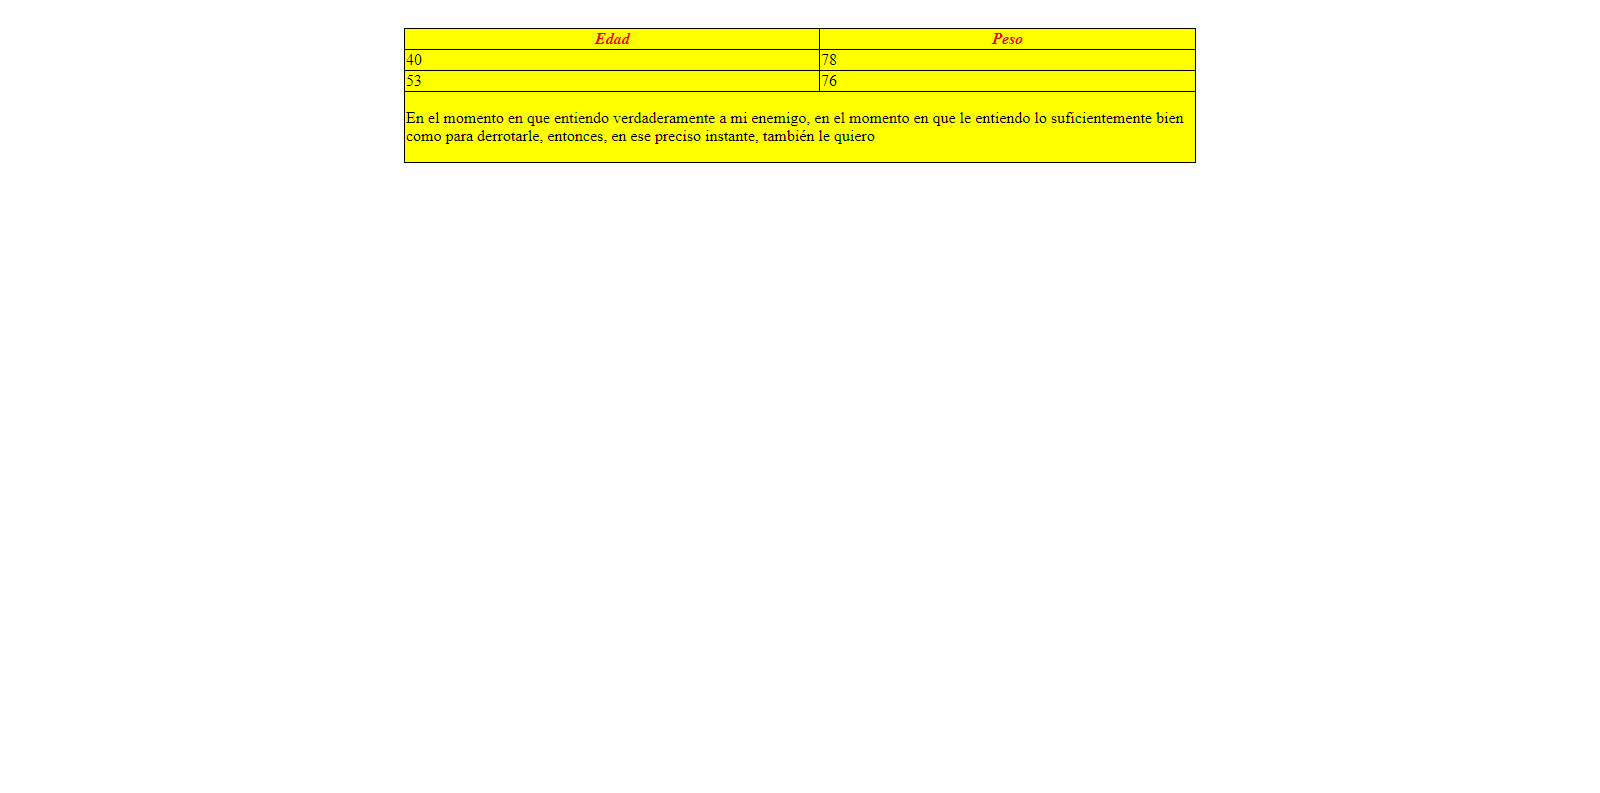 Edad Peso
40 78
53 76
En el momento en que entiendo verdaderamente a mi enemigo, en el momento en que le entiendo lo suficientemente bien
como para derrotarle, entonces, en ese preciso instante, también le quiero